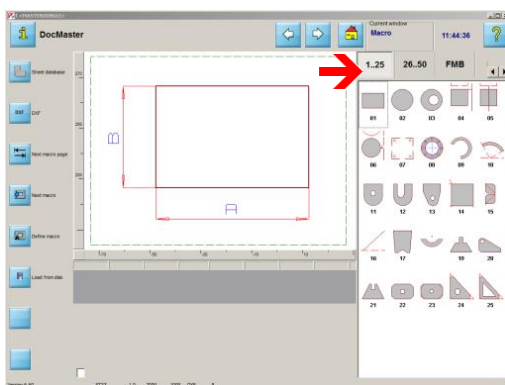 DocMaster
Current window
Macro
11:44:36
Sheet database
DXF
DXF
Next macro page
Next macro
Define macro
Load from disk
B
A
1..25
26..50
FMB
01
02
03
04
05
06
07
08
09
10
11
12
13
14
15
16
17
18
19
20
21
22
23
24
25